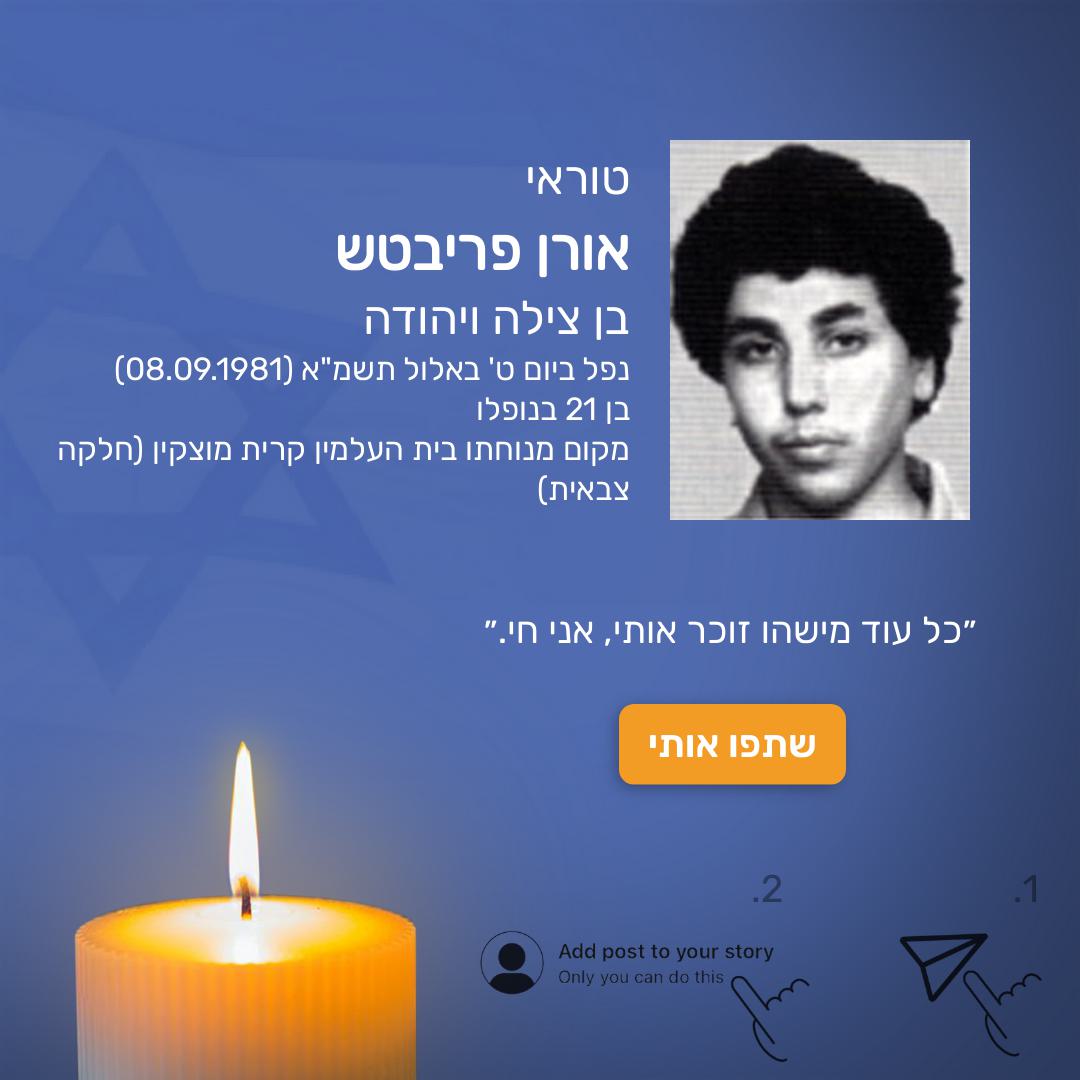 טוראי
אורן פריבטש
בן צילה ויהודה
נפל ביום ט' באלול תשמ"א (08.09.1981)
בן 21 בנופלו
מקום מנוחתו בית העלמין קרית מוצקין (חלקה
צבאית)
״כל עוד מישהו זוכר אותי, אני חי.״
שתפו אותי
.1
.2
Add post to your story
Only you can do this